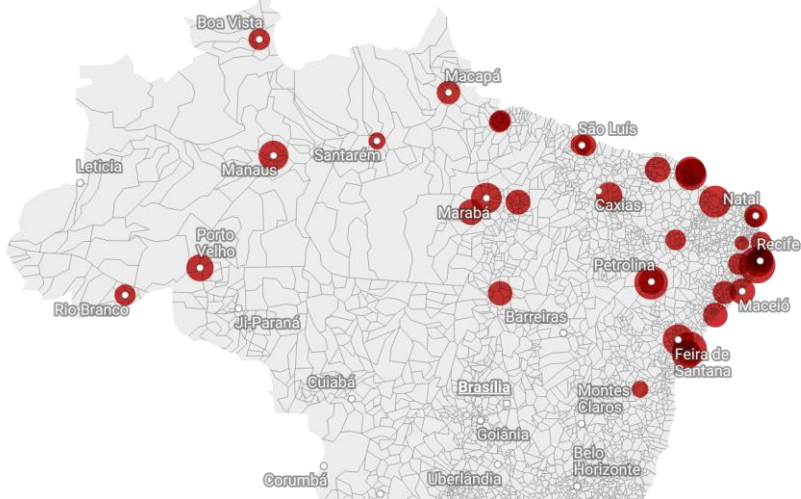 Boa Vista
Macapá
São Luís
Santarém
Leticia
Manaus
Caxias
Natal
Marabá
Porto
Velho
Recife
Petrolina
Rio Branco
Maceió
Ji-Paraná
Barreiras
Feira de
Santana
Cuiabá
Brasília
Montes
Claros
Goiânia
Belo
Horizonte
Corumbá
Uberlândia